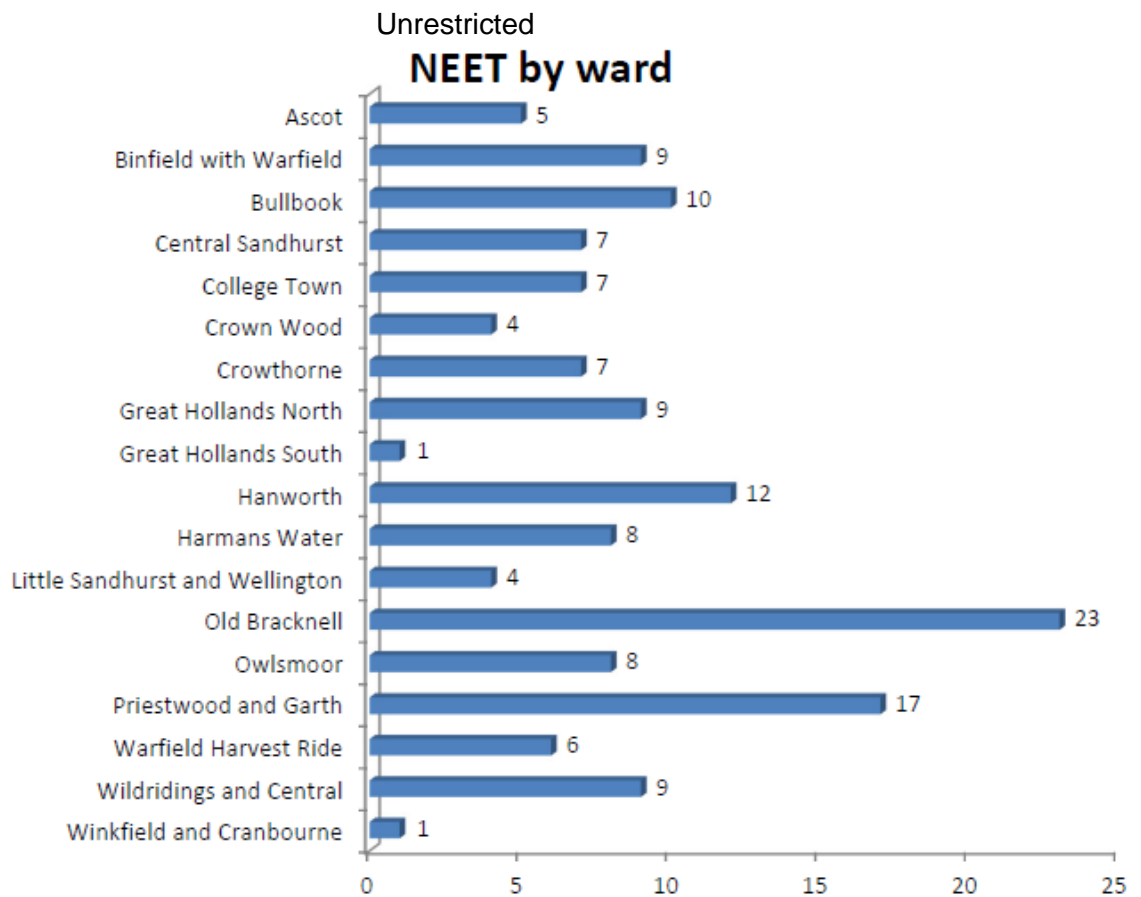 Unrestricted
NEET by ward
Ascot 5
Binfield with Warfield 9
Bullbook 10
Central Sandhurst 7
College Town 7
Crown Wood 4
Crowthorne 7
Great Hollands North 9
Great Hollands South 1
Hanworth 12
Harmans Water 8
Little Sandhurst and Wellington 4
Old Bracknell 23
Owlsmoor 8
Priestwood and Garth 17
Warfield Harvest Ride 6
Wildridings and Central 9
Winkfield and Cranbourne 1
0 5 10 15 20 25